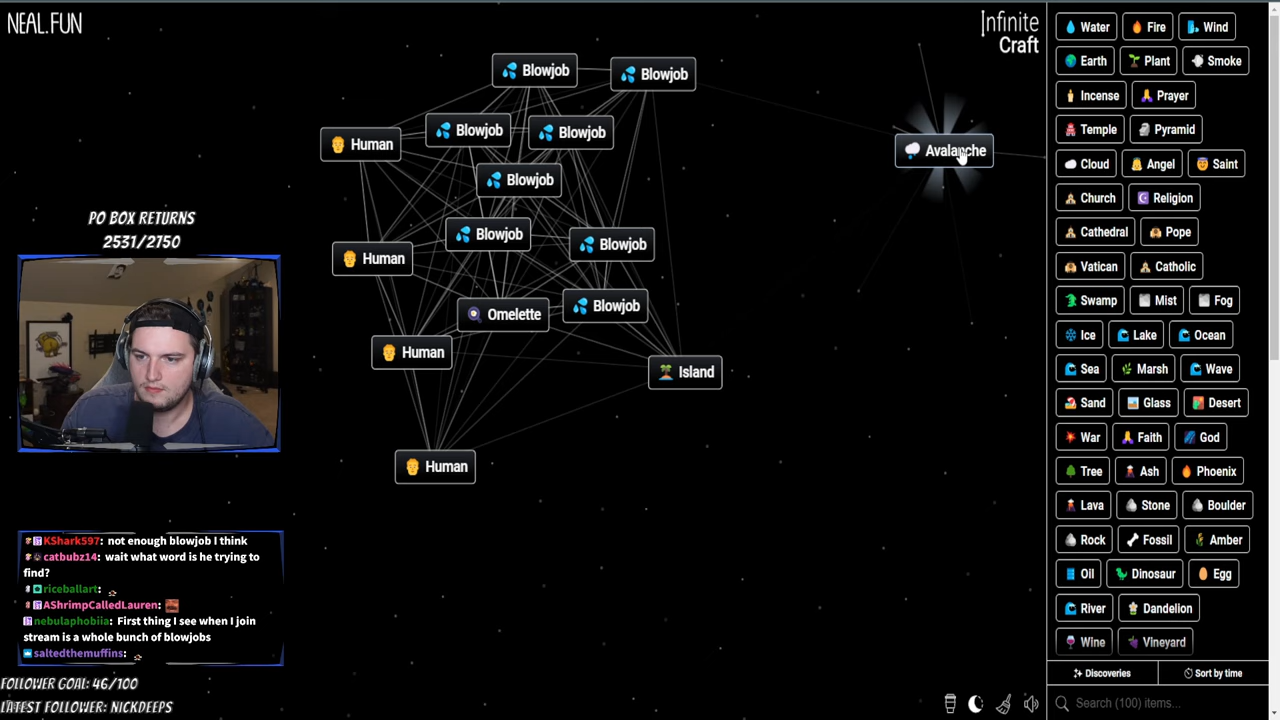 NEAL.FUN
Infinite
Craft
Blowjob
Blowjob
Human
Blowjob
Blowjob
Avalanche
Blowjob
Blowjob
Blowjob
Human
Omelette
Blowjob
Human
Island
Human
PO BOX RETURNS
2531/2750
KShark597: not enough blowjob I think
catbubz14: wait what word is he trying to
find?
riceballart:
AShrimpCalledLauren:
nebulaphobiia: First thing I see when I join
stream is a whole bunch of blowjobs
saltedthemuffins:
FOLLOWER GOAL: 46/100
LATEST FOLLOWER: NICKDEEPS
Water Fire Wind
Earth Plant Smoke
Incense Prayer
Temple Pyramid
Cloud Angel Saint
Church Religion
Cathedral Pope
Vatican Catholic
Swamp Mist Fog
Ice Lake Ocean
Sea Marsh Wave
Sand Glass Desert
War Faith God
Tree Ash Phoenix
Lava Stone Boulder
Rock Fossil Amber
Oil Dinosaur Egg
River Dandelion
Wine Vineyard
Discoveries Sort by time
Search (100) items...